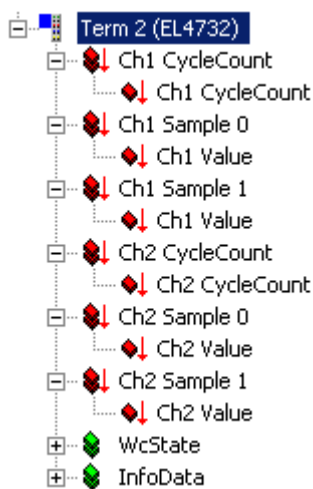 Term 2 (EL4732)
Ch1 CycleCount
Ch1 CycleCount
Ch1 Sample 0
Ch1 Value
Ch1 Sample 1
Ch1 Value
Ch2 CycleCount
Ch2 CycleCount
Ch2 Sample 0
Ch2 Value
Ch2 Sample 1
Ch2 Value
WcState
InfoData